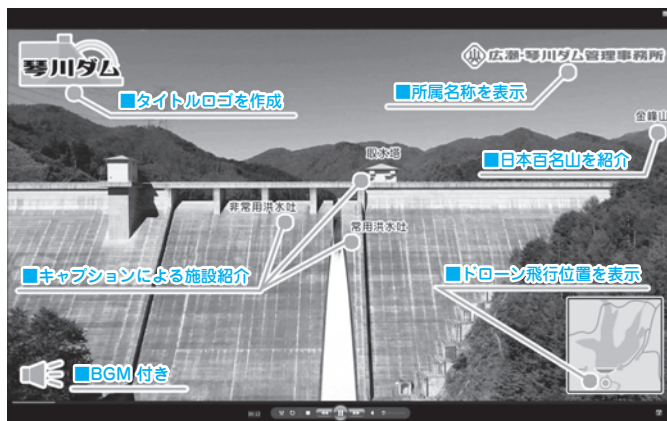 琴川ダム
広瀬・琴川ダム管理事務所
■タイトルロゴを作成
■所属名称を表示
金峰山
取水塔
■日本百名山を紹介
非常用洪水吐
常用洪水吐
■キャプションによる施設紹介
■ドローン飛行位置を表示
■BGM 付き